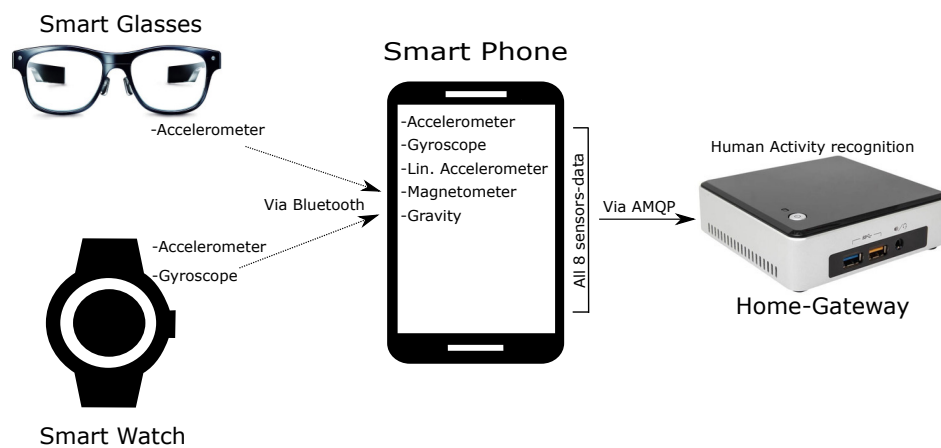 Smart Glasses
-Accelerometer
Via Bluetooth
-Accelerometer
-Gyroscope
Smart Watch
Smart Phone
-Accelerometer
-Gyroscope
-Lin. Accelerometer
-Magnetometer
-Gravity
All 8 sensors-data
Via AMQP
Human Activity recognition
Home-Gateway